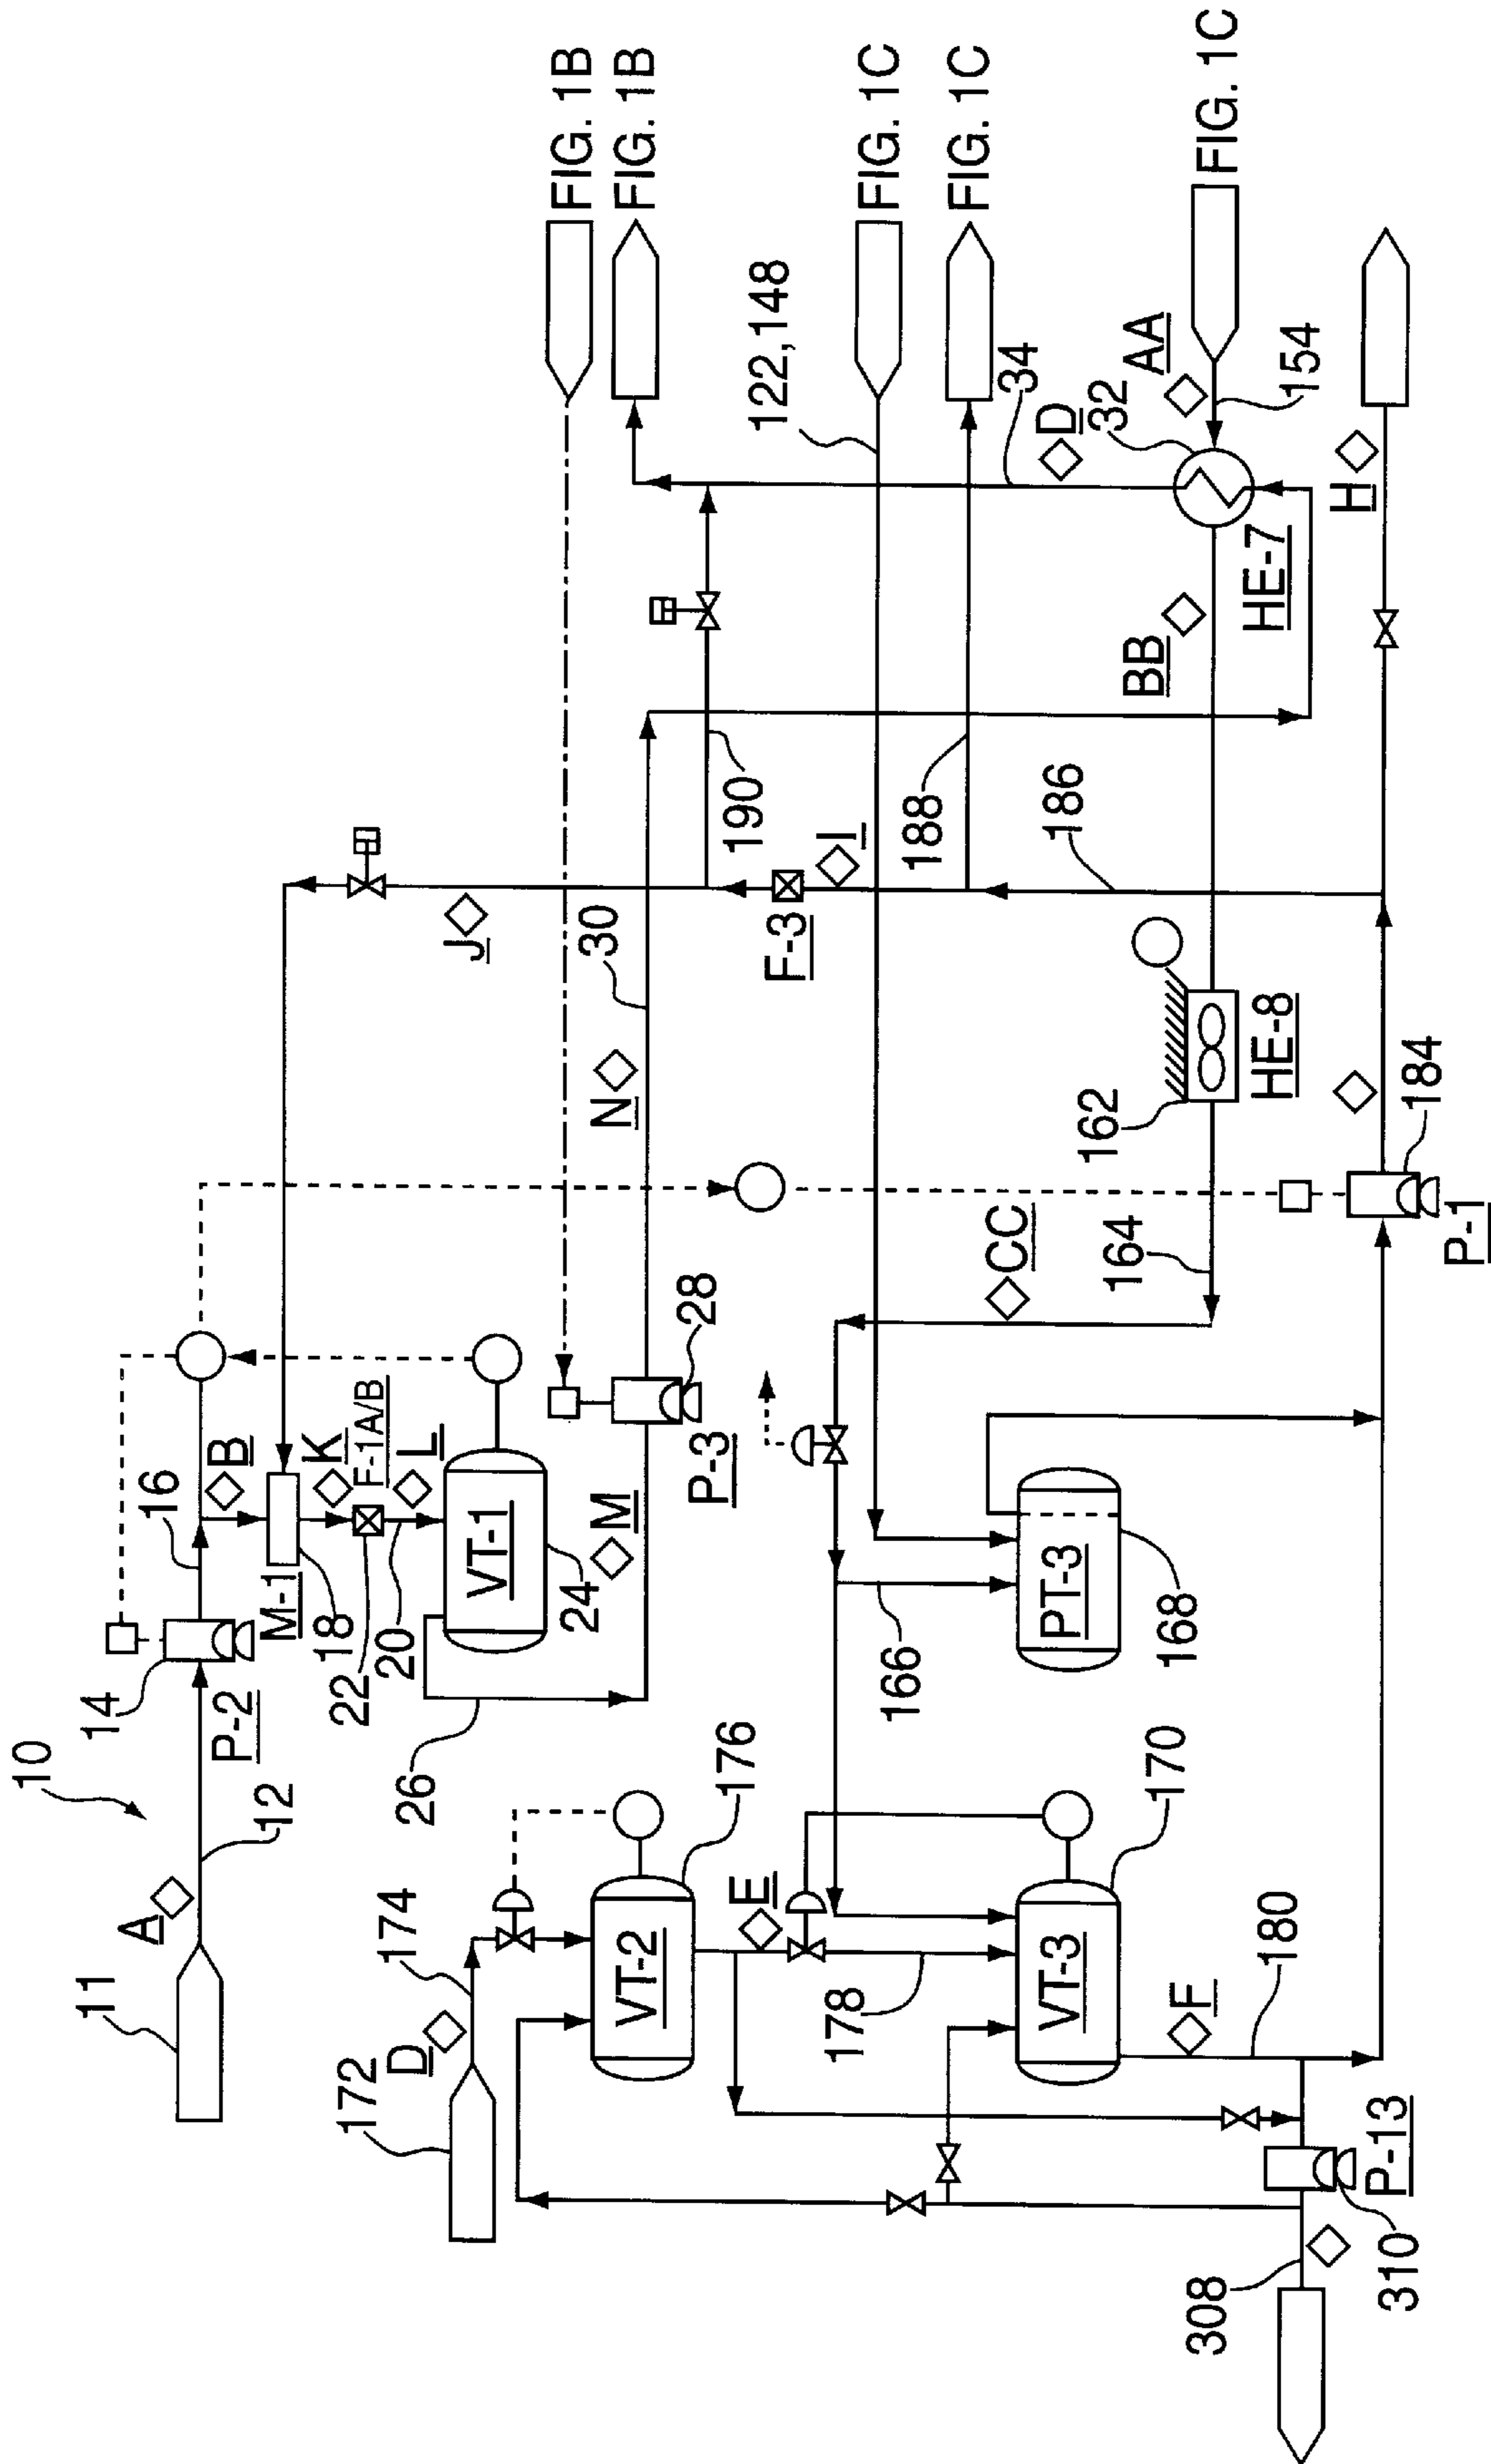 10
11
A
12
14
P-2
16
B
M-1
18
K
F-1A/B
22
20
L
VT-1
24
26
M
P-3
28
N
30
J
F-3
I
190
188
186
122,148
34
D
32
AA
154
HE-7
BB
HE-8
162
164
CC
FIG. 1B
FIG. 1B
FIG. 1C
FIG. 1C
FIG. 1C
H
172
D
174
VT-2
176
E
178
VT-3
170
F
180
166
PT-3
168
P-1
184
P-13
310
308